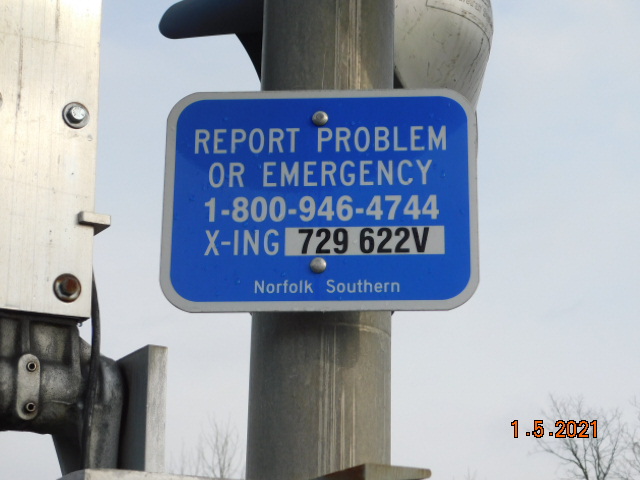 REPORT PROBLEM
OR EMERGENCY
1-800-946-4744
X-ING 729 622V
Norfolk Southern
1.5.2021